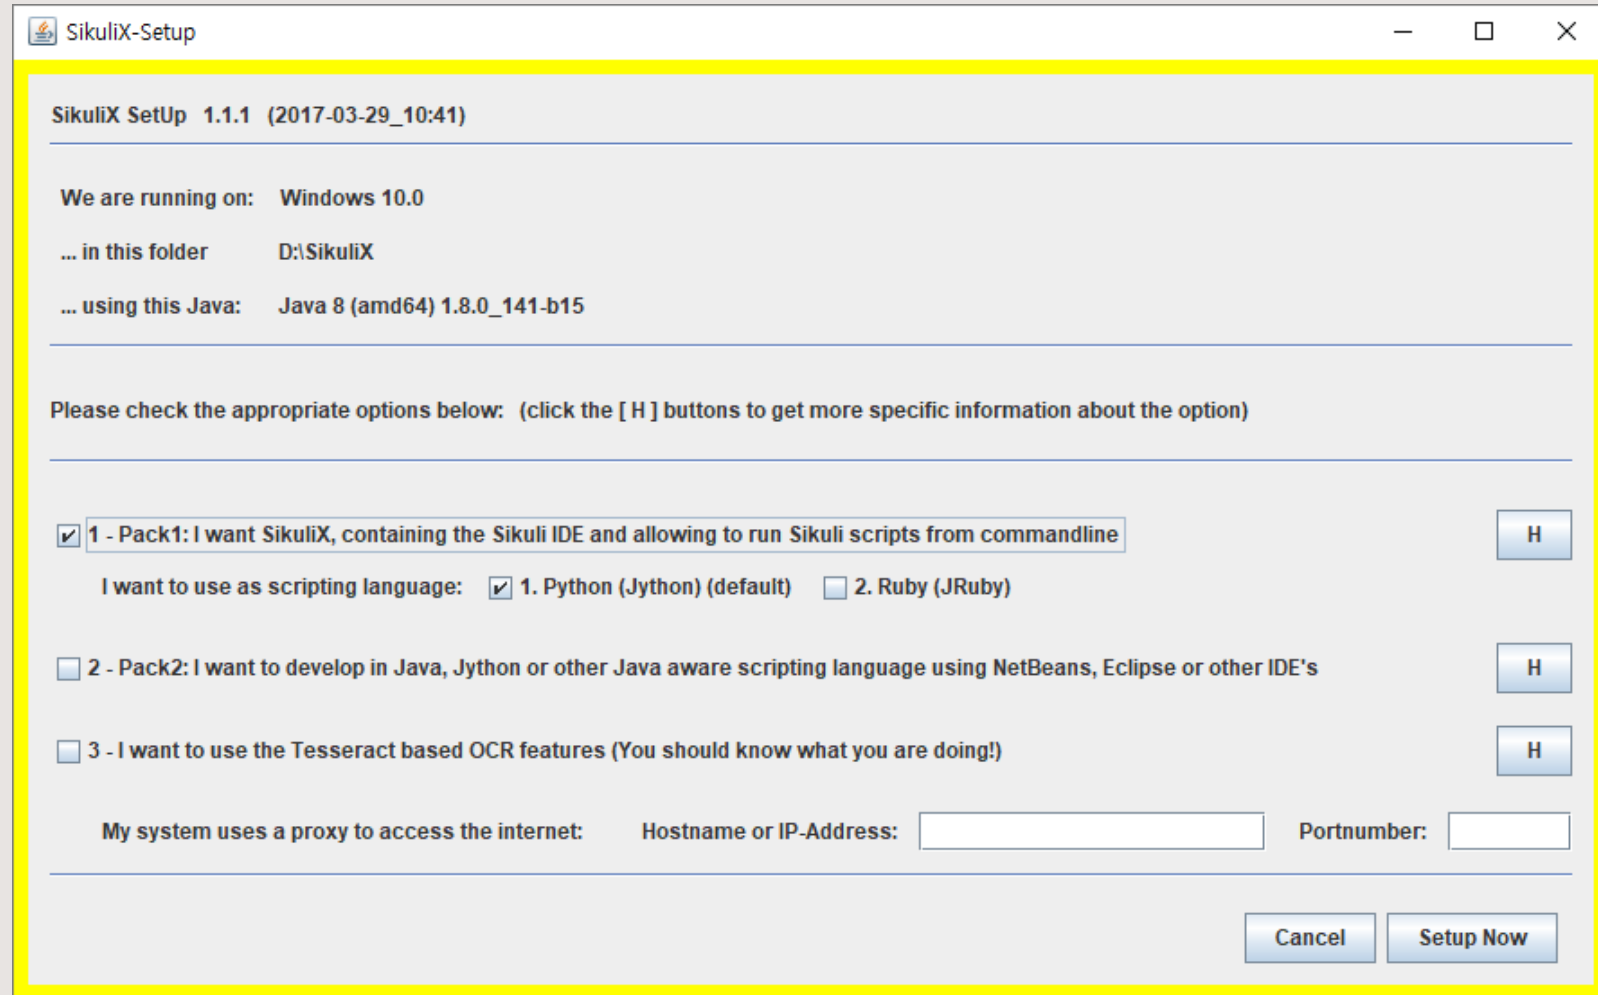 SikuliX-Setup
SikuliX SetUp 1.1.1 (2017-03-29_10:41)
We are running on: Windows 10.0
... in this folder D:\SikuliX
... using this Java: Java 8 (amd64) 1.8.0_141-b15
Please check the appropriate options below: (click the [ H ] buttons to get more specific information about the option)
1 - Pack1: I want SikuliX, containing the Sikuli IDE and allowing to run Sikuli scripts from commandline H
I want to use as scripting language: 1. Python (Jython) (default) 2. Ruby (JRuby)
2 - Pack2: I want to develop in Java, Jython or other Java aware scripting language using NetBeans, Eclipse or other IDE's H
3 - I want to use the Tesseract based OCR features (You should know what you are doing!) H
My system uses a proxy to access the internet: Hostname or IP-Address: Portnumber:
Cancel Setup Now